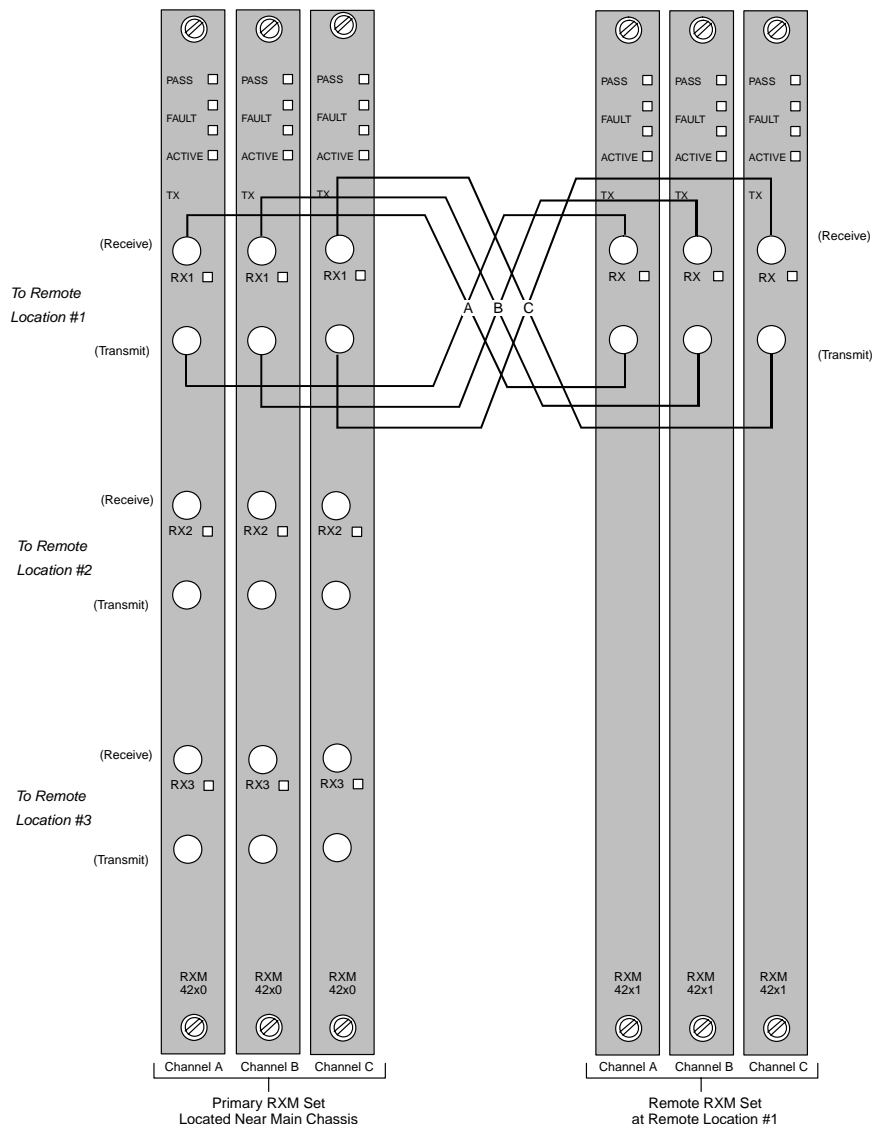 PASS PASS PASS PASS PASS PASS
FAULT FAULT FAULT FAULT FAULT FAULT
ACTIVE ACTIVE ACTIVE ACTIVE ACTIVE ACTIVE
TX TX TX TX TX TX
(Receive) (Receive)
RX1 RX1 RX1 RX RX RX
To Remote
Location #1
A B C
(Transmit) (Transmit)
(Receive)
RX2 RX2 RX2
To Remote
Location #2
(Transmit)
(Receive)
RX3 RX3 RX3
To Remote
Location #3
(Transmit)
RXM RXM RXM RXM RXM RXM
42x0 42x0 42x0 42x1 42x1 42x1
Channel A Channel B Channel C Channel A Channel B Channel C
Primary RXM Set
Located Near Main Chassis
Remote RXM Set
at Remote Location #1